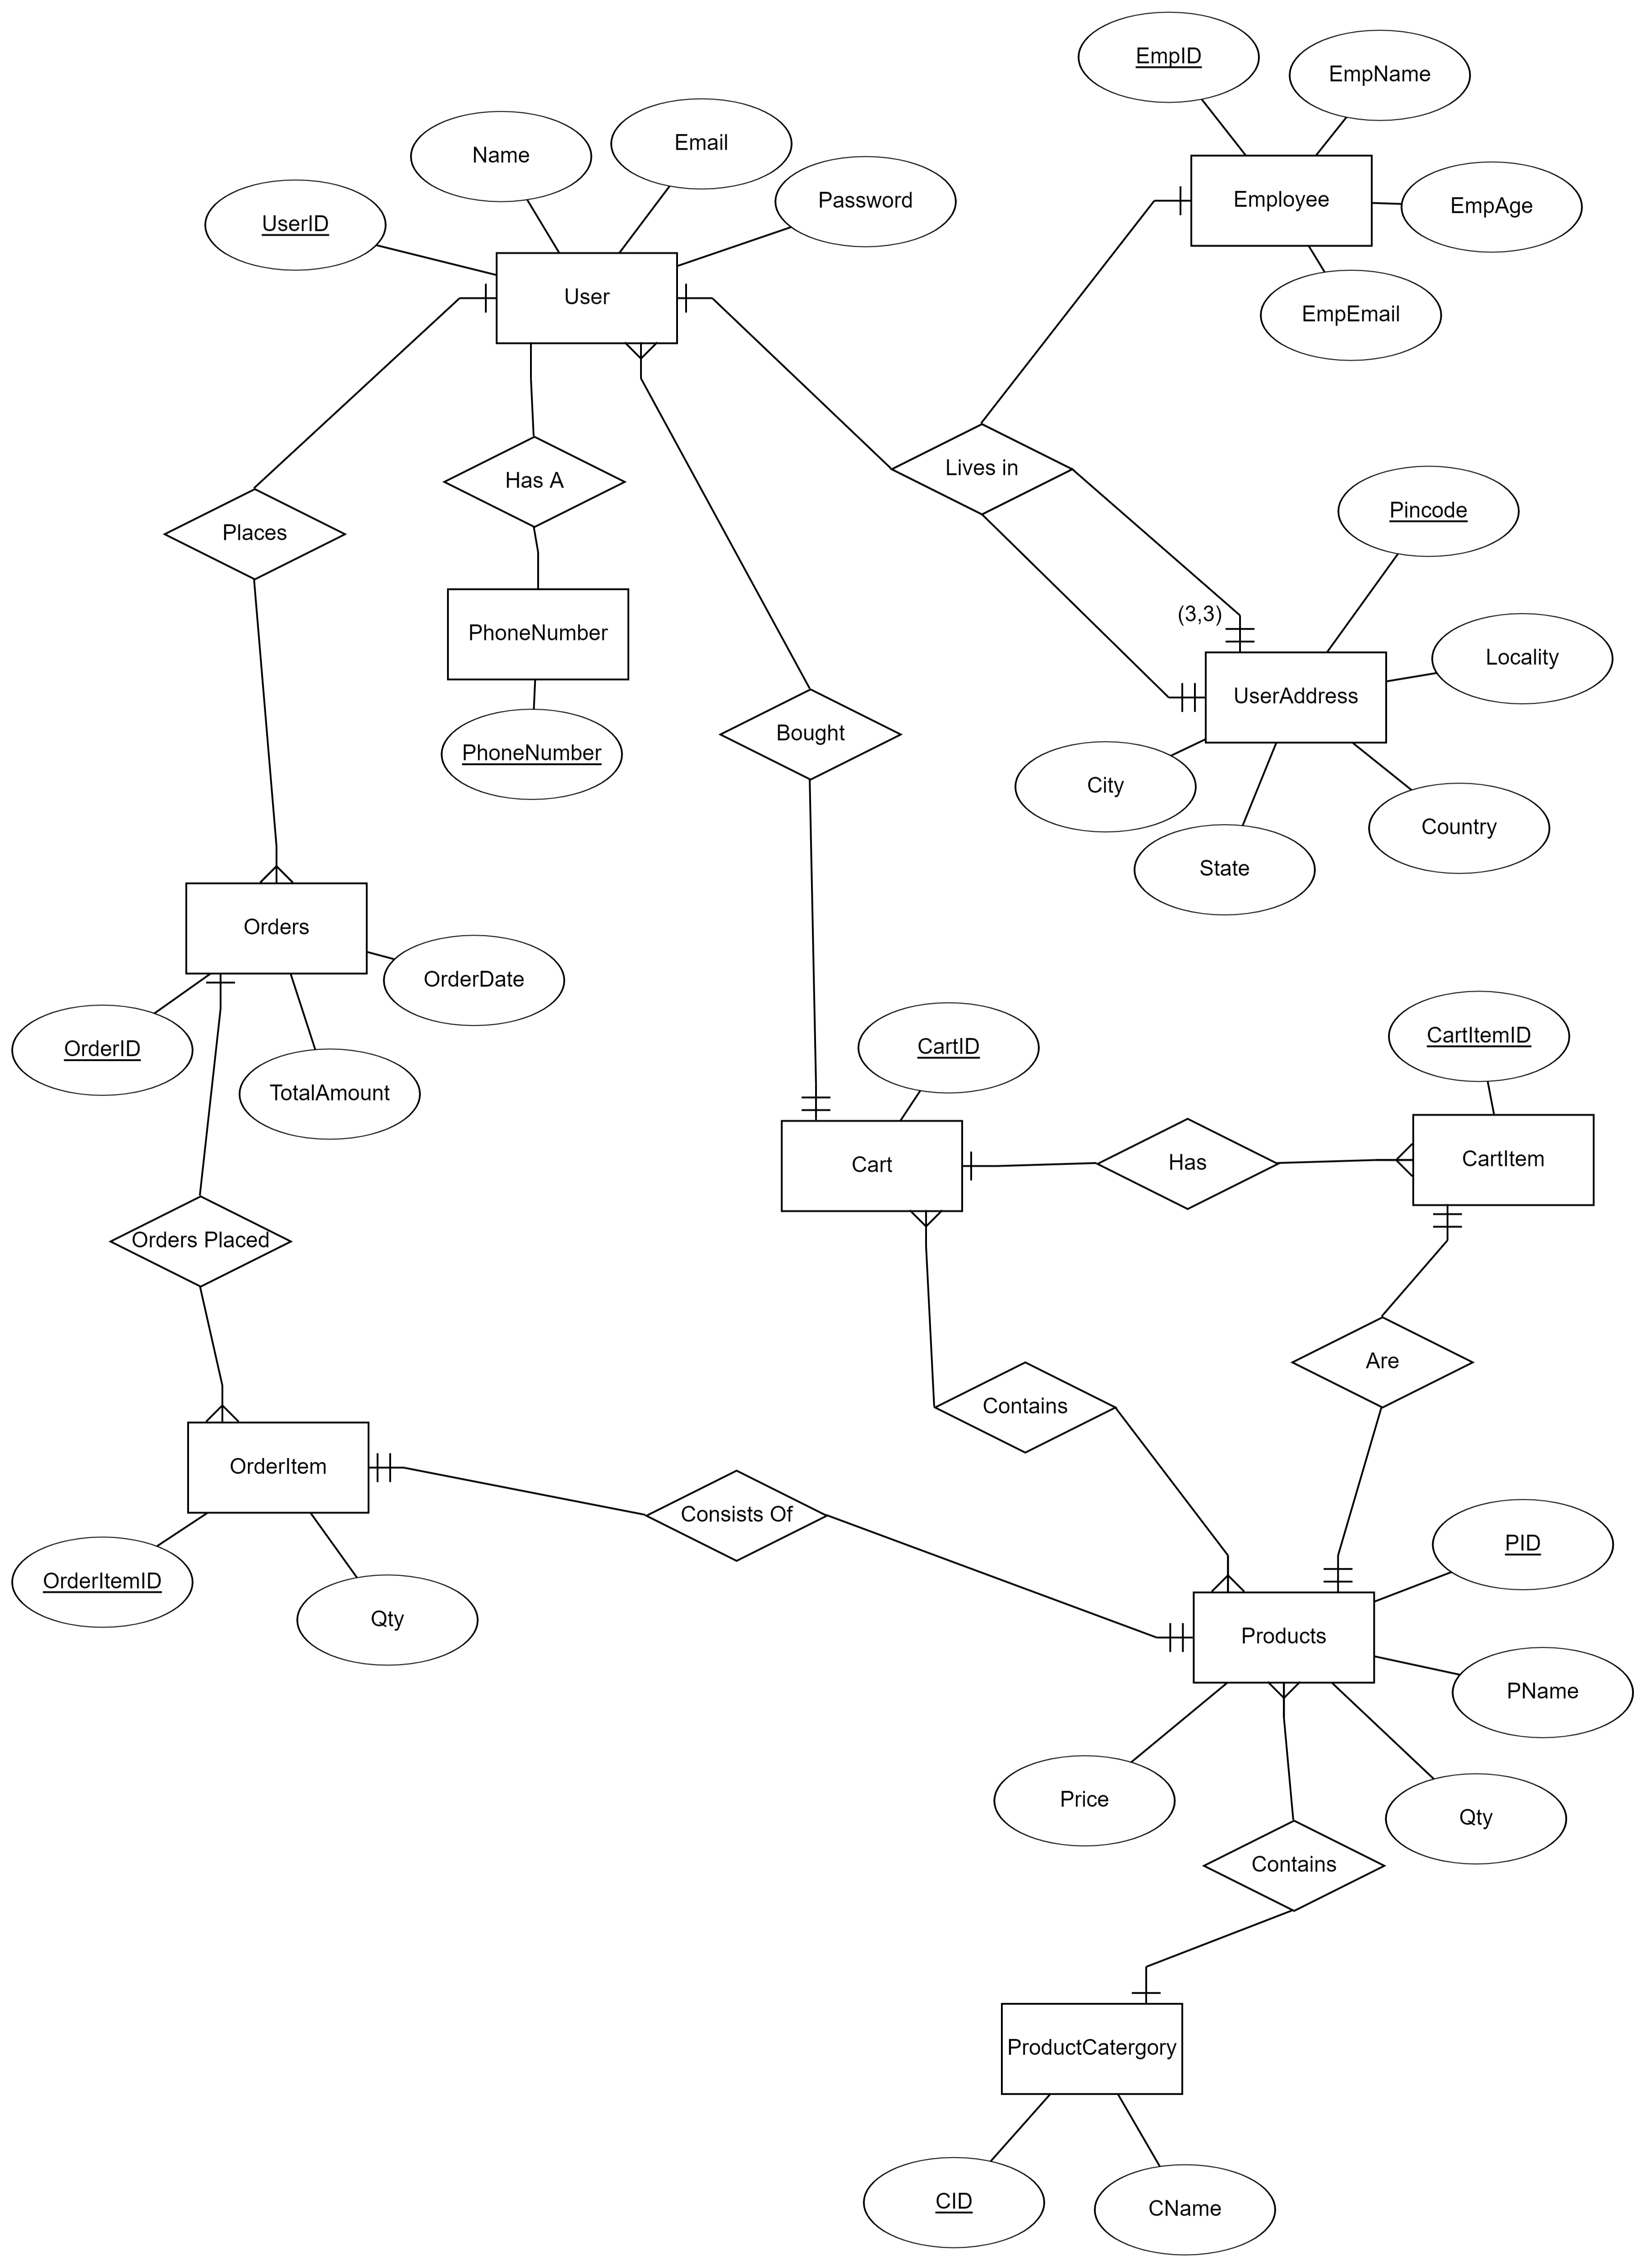 EmpID
EmpName
Email
Name
Password
Employee
EmpAge
UserID
User
EmpEmail
Lives in
Has A
Pincode
Places
(3,3)
PhoneNumber
Locality
UserAddress
Bought
PhoneNumber
City
Country
State
Orders
OrderDate
CartItemID
CartID
OrderID
TotalAmount
CartItem
Has
Cart
Orders Placed
Are
Contains
OrderItem
Consists Of
PID
OrderItemID
Qty
Products
PName
Price
Qty
Contains
ProductCatergory
CID
CName